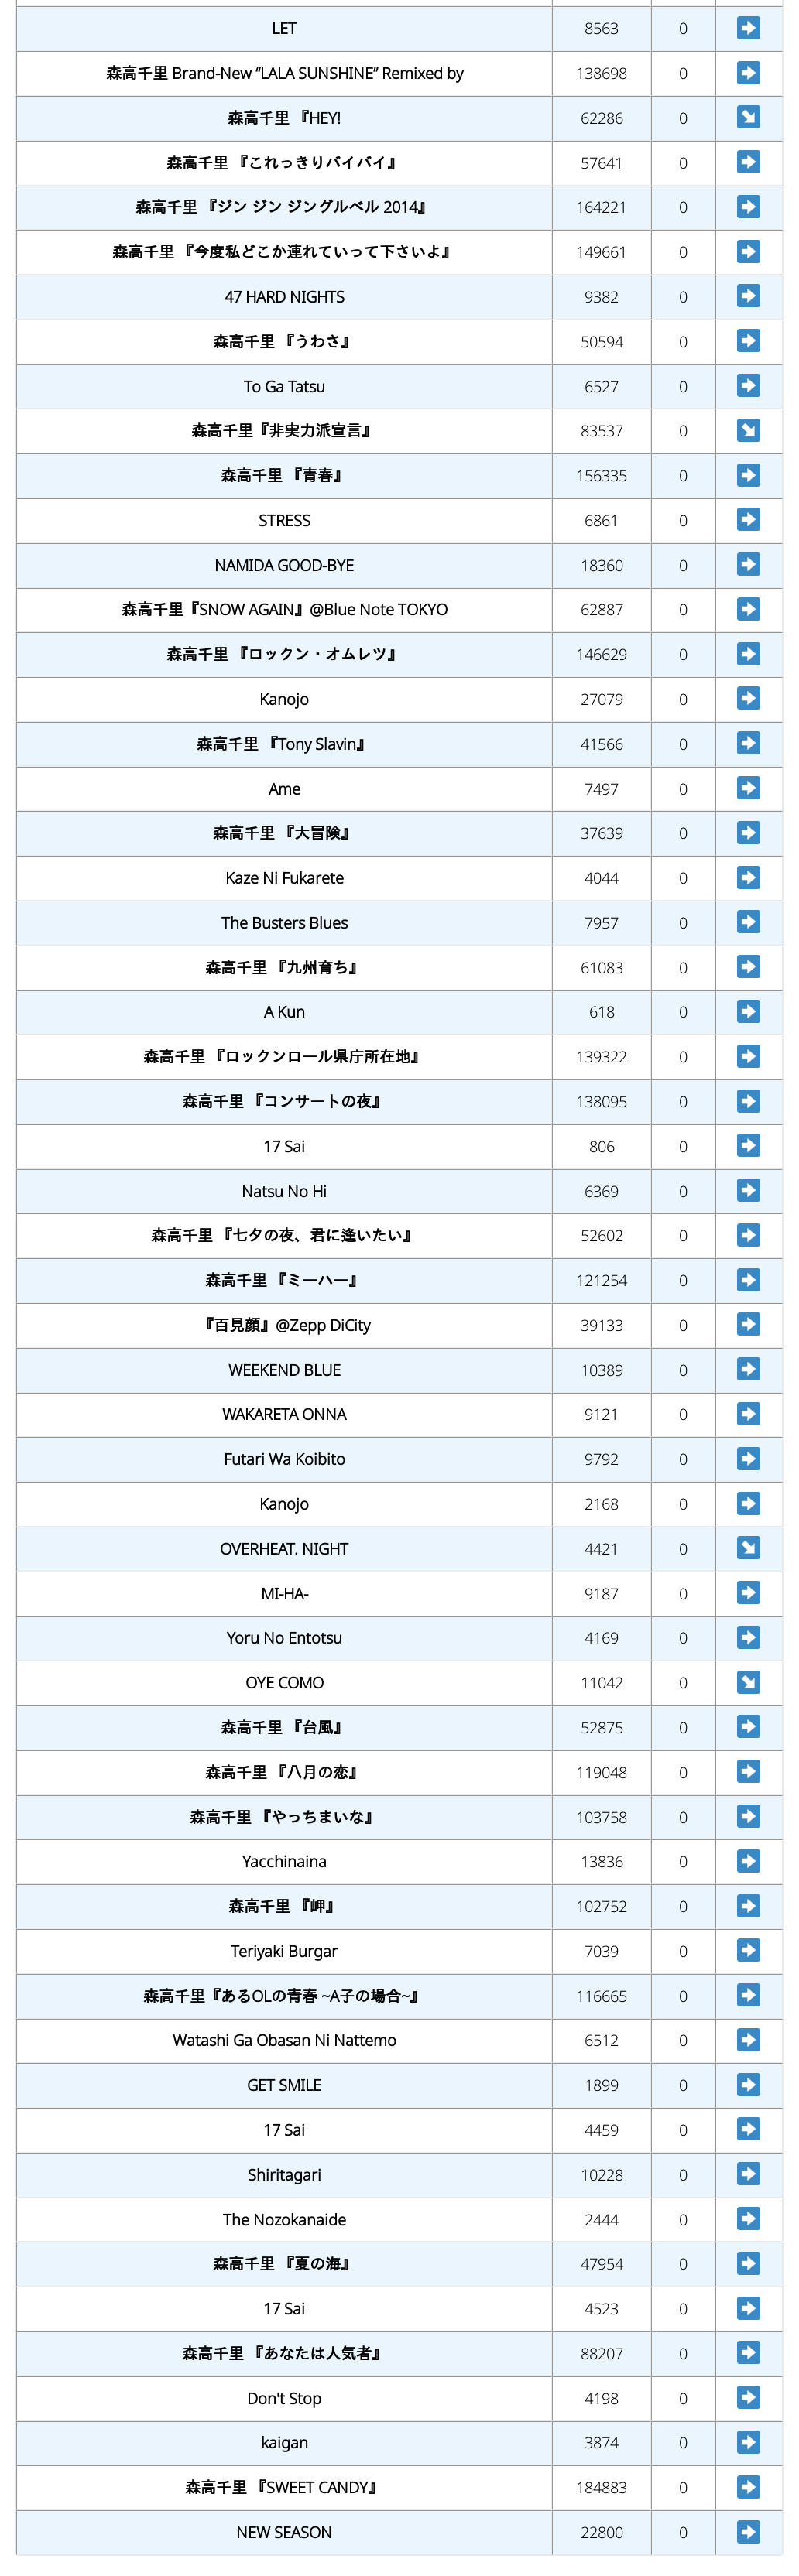 LET 8563 0
森高千里 Brand-New “LALA SUNSHINE” Remixed by 138698 0
森高千里 『HEY! 62286 0
森高千里 『これっきりバイバイ』 57641 0
森高千里 『ジン ジン ジングルベル 2014』 164221 0
森高千里 『今度私どこか連れていって下さいよ』 149661 0
47 HARD NIGHTS 9382 0
森高千里 『うわさ』 50594 0
To Ga Tatsu 6527 0
森高千里『非実力派宣言』 83537 0
森高千里 『青春』 156335 0
STRESS 6861 0
NAMIDA GOOD-BYE 18360 0
森高千里『SNOW AGAIN』@Blue Note TOKYO 62887 0
森高千里 『ロックン・オムレツ』 146629 0
Kanojo 27079 0
森高千里 『Tony Slavin』 41566 0
Ame 7497 0
森高千里 『大冒険』 37639 0
Kaze Ni Fukarete 4044 0
The Busters Blues 7957 0
森高千里 『九州育ち』 61083 0
A Kun 618 0
森高千里 『ロックンロール県庁所在地』 139322 0
森高千里 『コンサートの夜』 138095 0
17 Sai 806 0
Natsu No Hi 6369 0
森高千里 『七夕の夜、君に逢いたい』 52602 0
森高千里 『ミーハー』 121254 0
『百見顔』@Zepp DiCity 39133 0
WEEKEND BLUE 10389 0
WAKARETA ONNA 9121 0
Futari Wa Koibito 9792 0
Kanojo 2168 0
OVERHEAT. NIGHT 4421 0
MI-HA- 9187 0
Yoru No Entotsu 4169 0
OYE COMO 11042 0
森高千里 『台風』 52875 0
森高千里 『八月の恋』 119048 0
森高千里 『やっちまいな』 103758 0
Yacchinaina 13836 0
森高千里 『岬』 102752 0
Teriyaki Burgar 7039 0
森高千里『あるOLの青春 ~A子の場合~』 116665 0
Watashi Ga Obasan Ni Nattemo 6512 0
GET SMILE 1899 0
17 Sai 4459 0
Shiritagari 10228 0
The Nozokanaide 2444 0
森高千里 『夏の海』 47954 0
17 Sai 4523 0
森高千里 『あなたは人気者』 88207 0
Don't Stop 4198 0
kaigan 3874 0
森高千里 『SWEET CANDY』 184883 0
NEW SEASON 22800 0